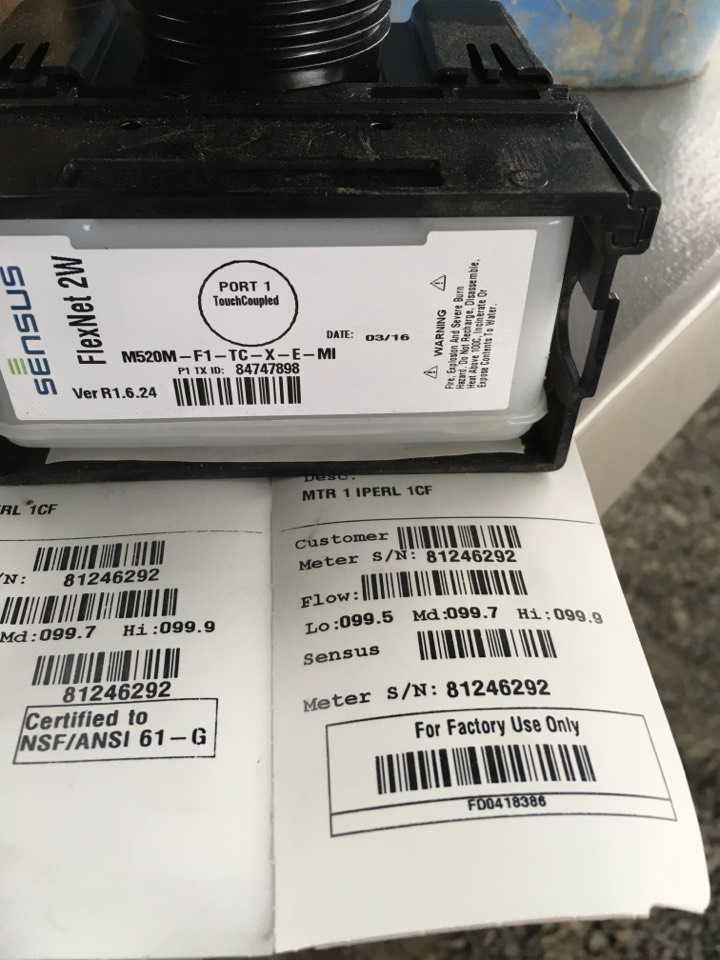 SENSUS
FlexNet 2W
PORT 1
TouchCoupled
DATE: 03/16
M520M-F1-TC-X-E-MI
P1 TX ID: 84747898
Ver R1.6.24
WARNING
Fire, Explosion And Severe Burn
Hazard. Do Not Recharge, Disassemble,
Heat Above 100C, Incinerate Or
Expose Contents To Water.
RL 1CF
/N: 81246292
Md:099.7 Hi:099.9
81246292
Certified to
NSF/ANSI 61-G
Desc:
MTR 1 IPERL 1CF
Customer
Meter S/N: 81246292
Flow:
Lo:099.5 Md:099.7 Hi:099.9
Sensus
Meter S/N: 81246292
For Factory Use Only
FD0418386